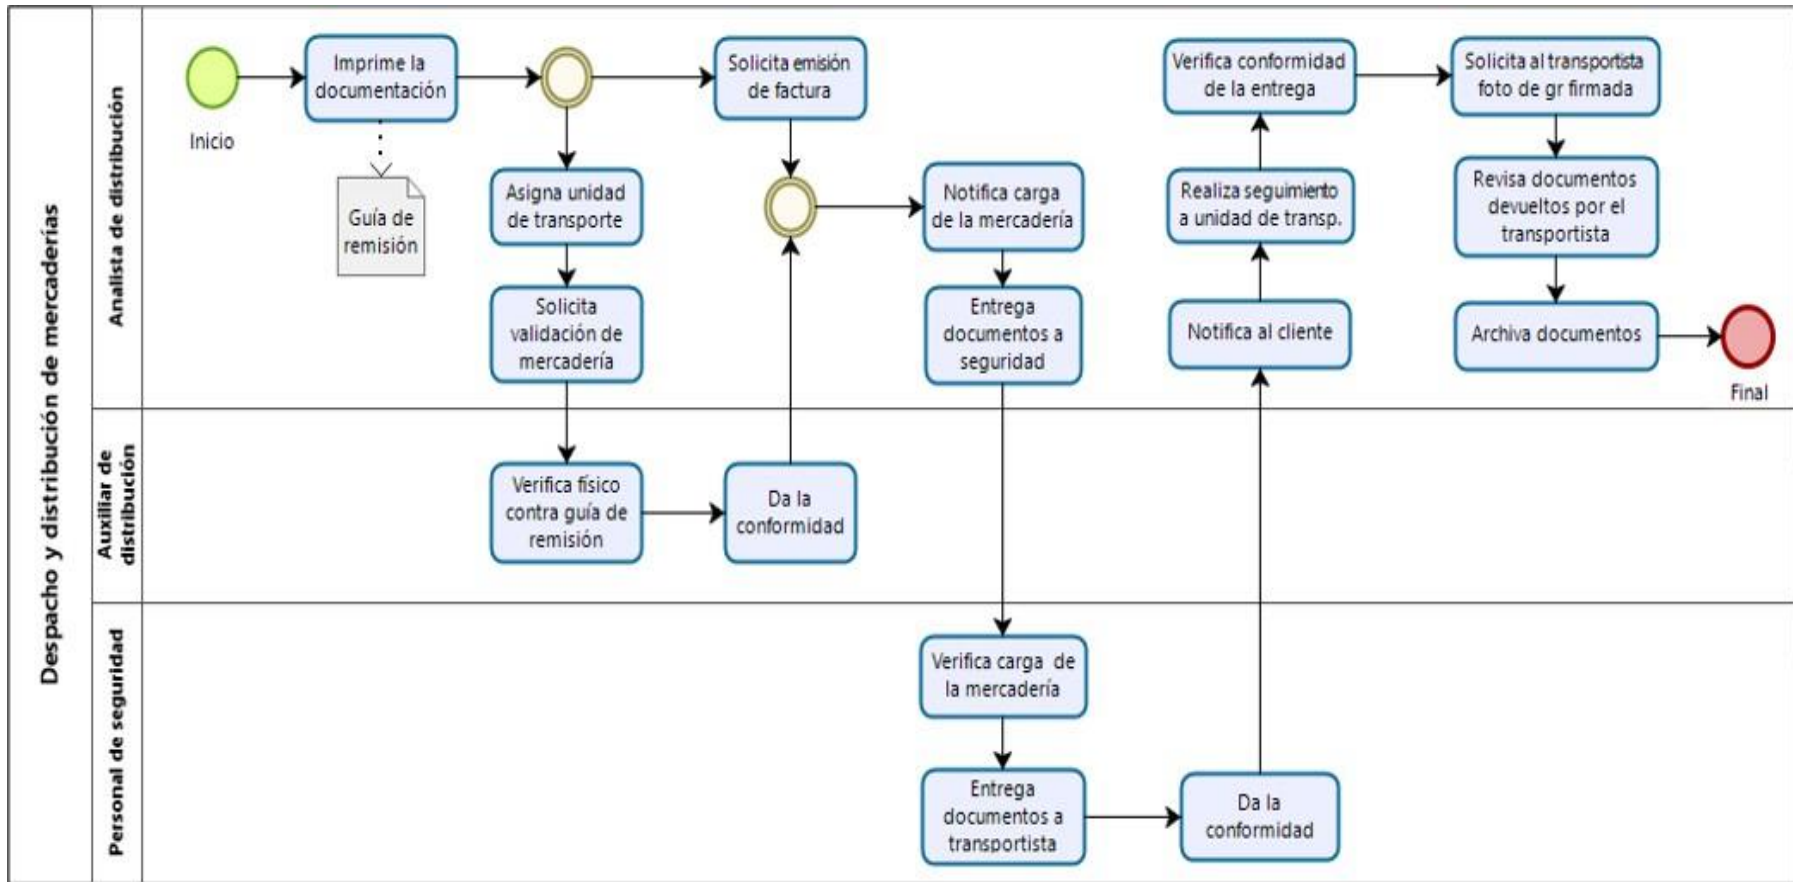 Despacho y distribución de mercaderías
Analista de distribución
Inicio
Imprime la
documentación
Guía de
remisión
Solicita emisión
de factura
Asigna unidad
de transporte
Solicita
validación de
mercadería
Notifica carga
de la mercadería
Entrega
documentos a
seguridad
Verifica conformidad
de la entrega
Realiza seguimiento
a unidad de transp.
Notifica al cliente
Solicita al transportista
foto de gr firmada
Revisa documentos
devueltos por el
transportista
Archiva documentos
Final
Auxiliar de
distribución
Verifica físico
contra guía de
remisión
Da la
conformidad
Personal de seguridad
Verifica carga de
la mercadería
Entrega
documentos a
transportista
Da la
conformidad